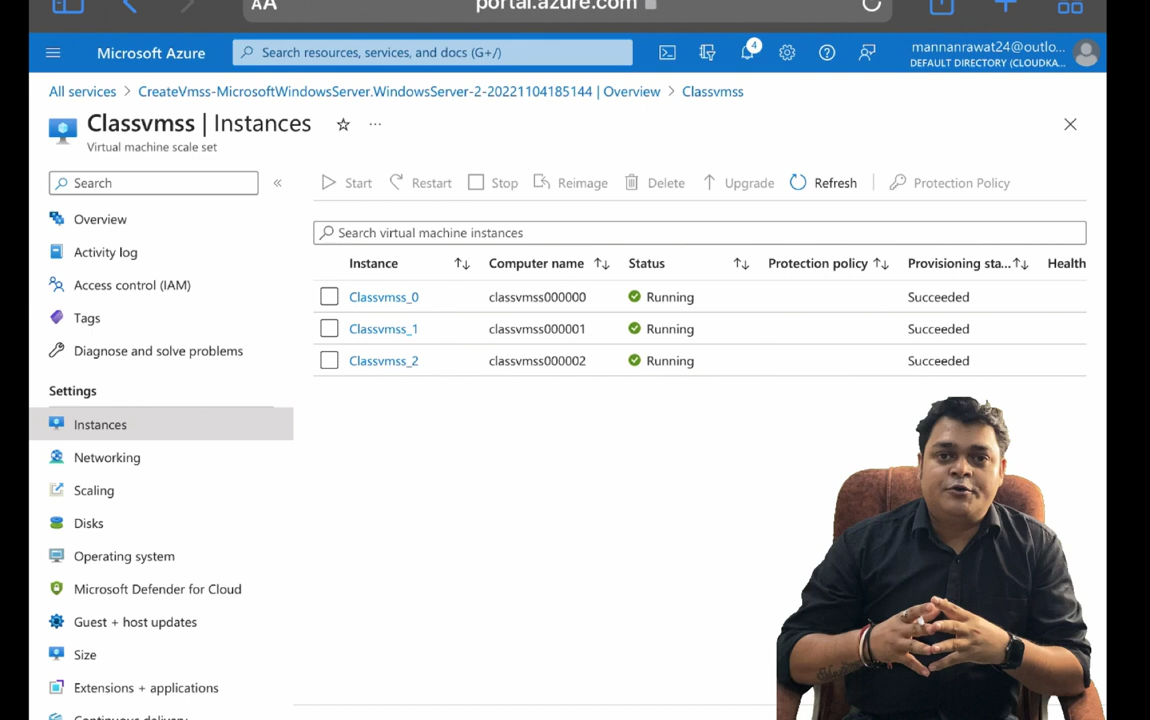 AA
portal.azure.com
Microsoft Azure
Search resources, services, and docs (G+/)
4
mannanrawat24@outlo...
DEFAULT DIRECTORY (CLOUDKA...
All services > CreateVmss-MicrosoftWindowsServer.WindowsServer-2-20221104185144 | Overview > Classvmss
Classvmss | Instances
Virtual machine scale set
Search
«
Start
Restart
Stop
Reimage
Delete
Upgrade
Refresh
Protection Policy
Overview
Activity log
Access control (IAM)
Tags
Diagnose and solve problems
Settings
Instances
Networking
Scaling
Disks
Operating system
Microsoft Defender for Cloud
Guest + host updates
Size
Extensions + applications
Continuous delivery
Search virtual machine instances
Instance Computer name Status Protection policy Provisioning sta... Health
Classvmss_0 classvmss000000 Running Succeeded
Classvmss_1 classvmss000001 Running Succeeded
Classvmss_2 classvmss000002 Running Succeeded